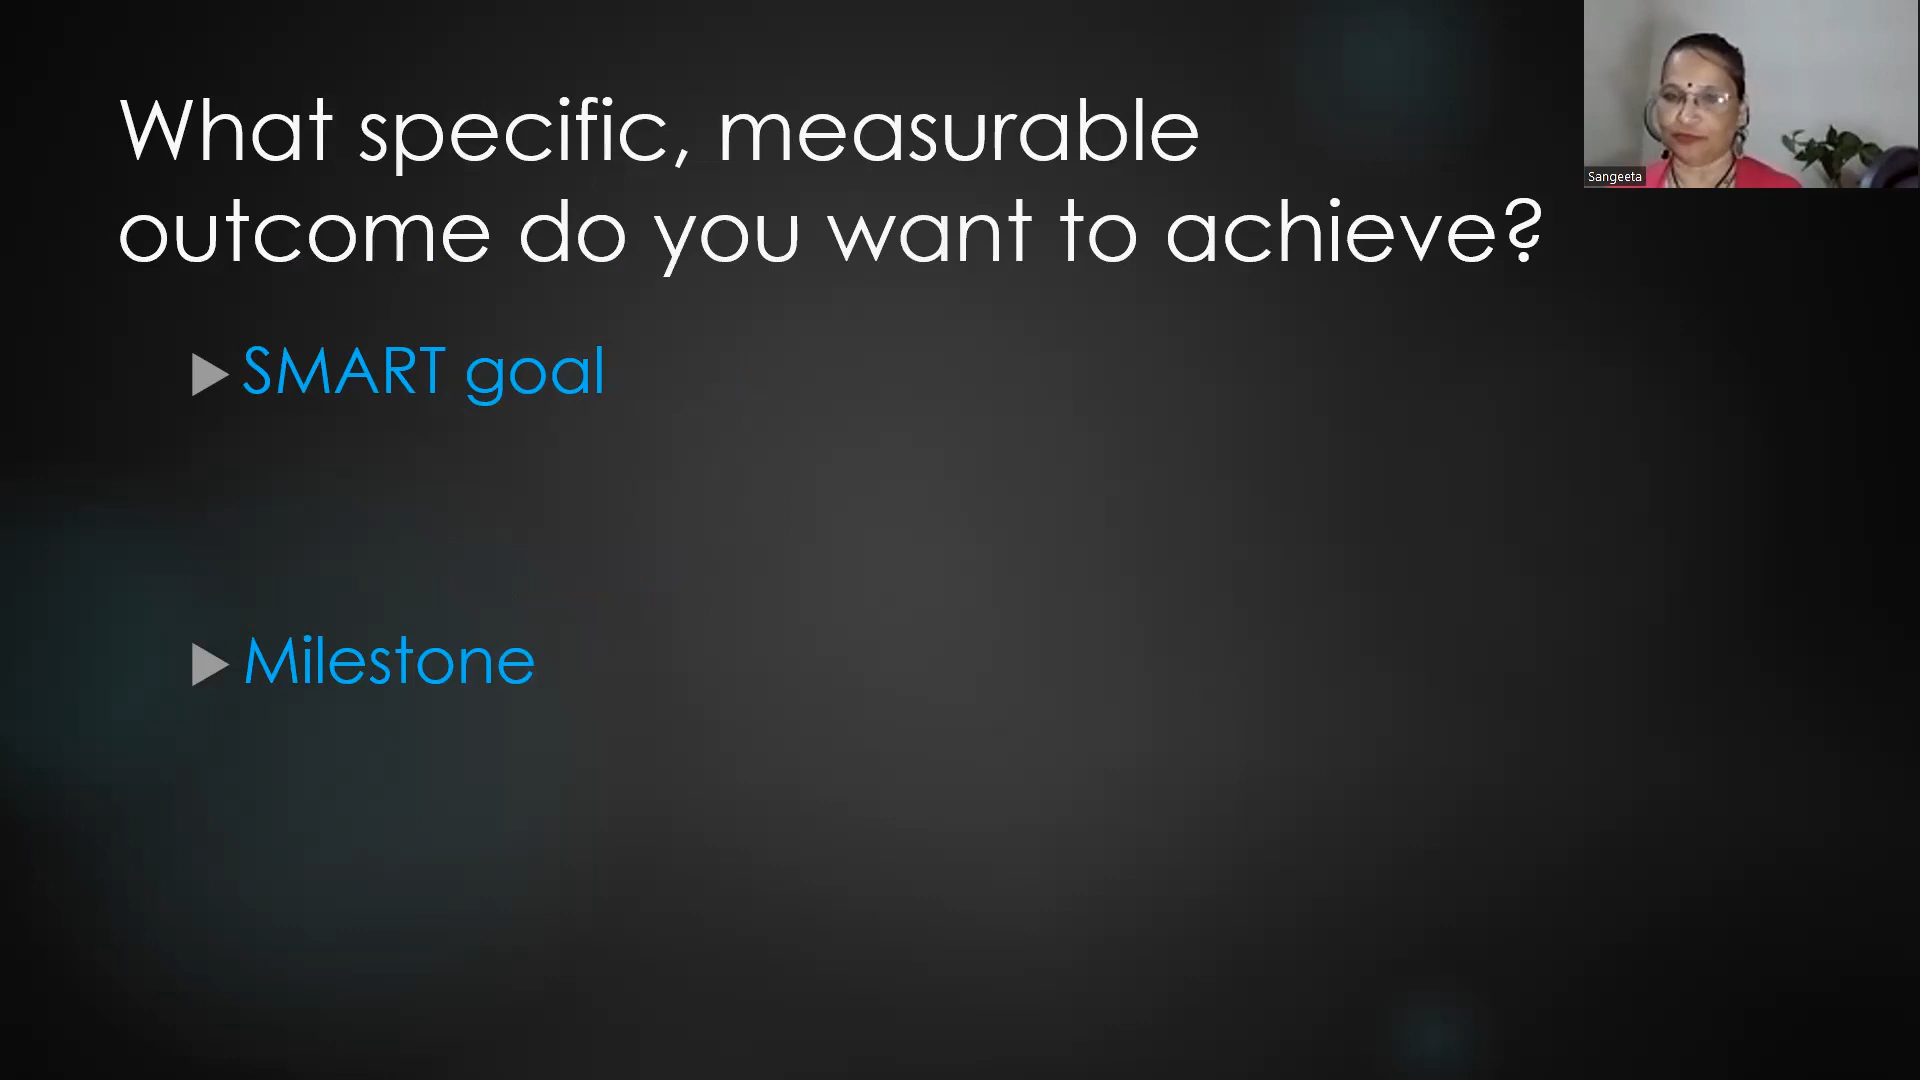 What specific, measurable
outcome do you want to achieve?
SMART goal
Milestone
Sangeeta